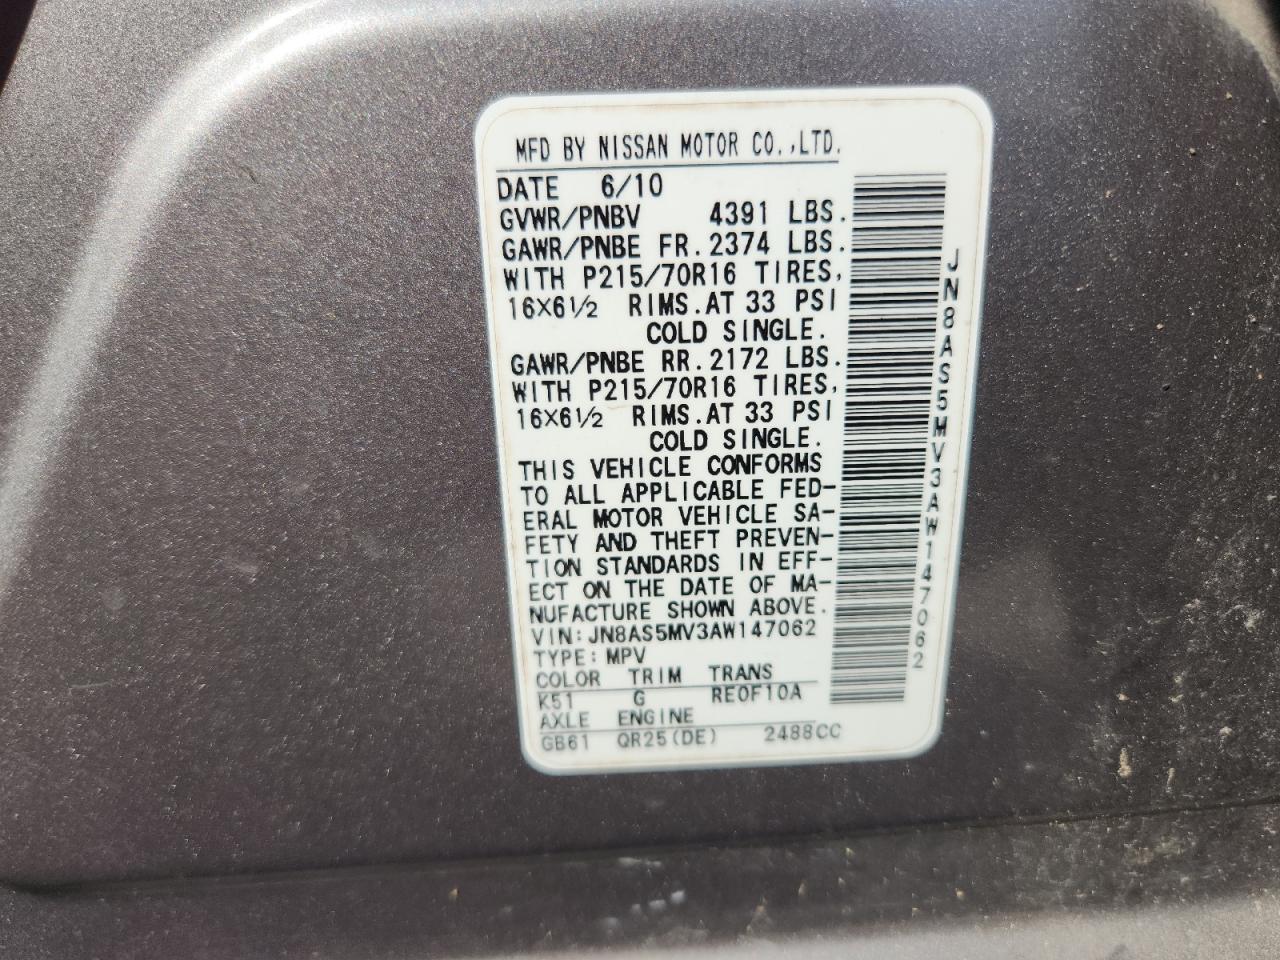 MFD BY NISSAN MOTOR CO.,LTD.
DATE 6/10
GVWR/PNBV 4391 LBS.
GAWR/PNBE FR. 2374 LBS.
WITH P215/70R16 TIRES,
16X6½ RIMS. AT 33 PSI
COLD SINGLE.
GAWR/PNBE RR. 2172 LBS.
WITH P215/70R16 TIRES,
16X6½ RIMS. AT 33 PSI
COLD SINGLE.
THIS VEHICLE CONFORMS
TO ALL APPLICABLE FED-
ERAL MOTOR VEHICLE SA-
FETY AND THEFT PREVEN-
TION STANDARDS IN EFF-
ECT ON THE DATE OF MA-
NUFACTURE SHOWN ABOVE.
VIN: JN8AS5MV3AW147062
TYPE: MPV
COLOR TRIM TRANS
K51 G RE0F10A
AXLE ENGINE
GB61 QR25(DE) 2488CC
JN8AS5MV3AW147062